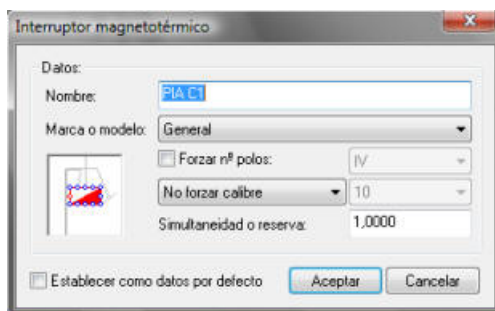 Interruptor magnetotérmico
Datos:
Nombre: PIA C1
Marca o modelo: General
Forzar nº polos: IV
No forzar calibre 10
Simultaneidad o reserva: 1,0000
Establecer como datos por defecto Aceptar Cancelar